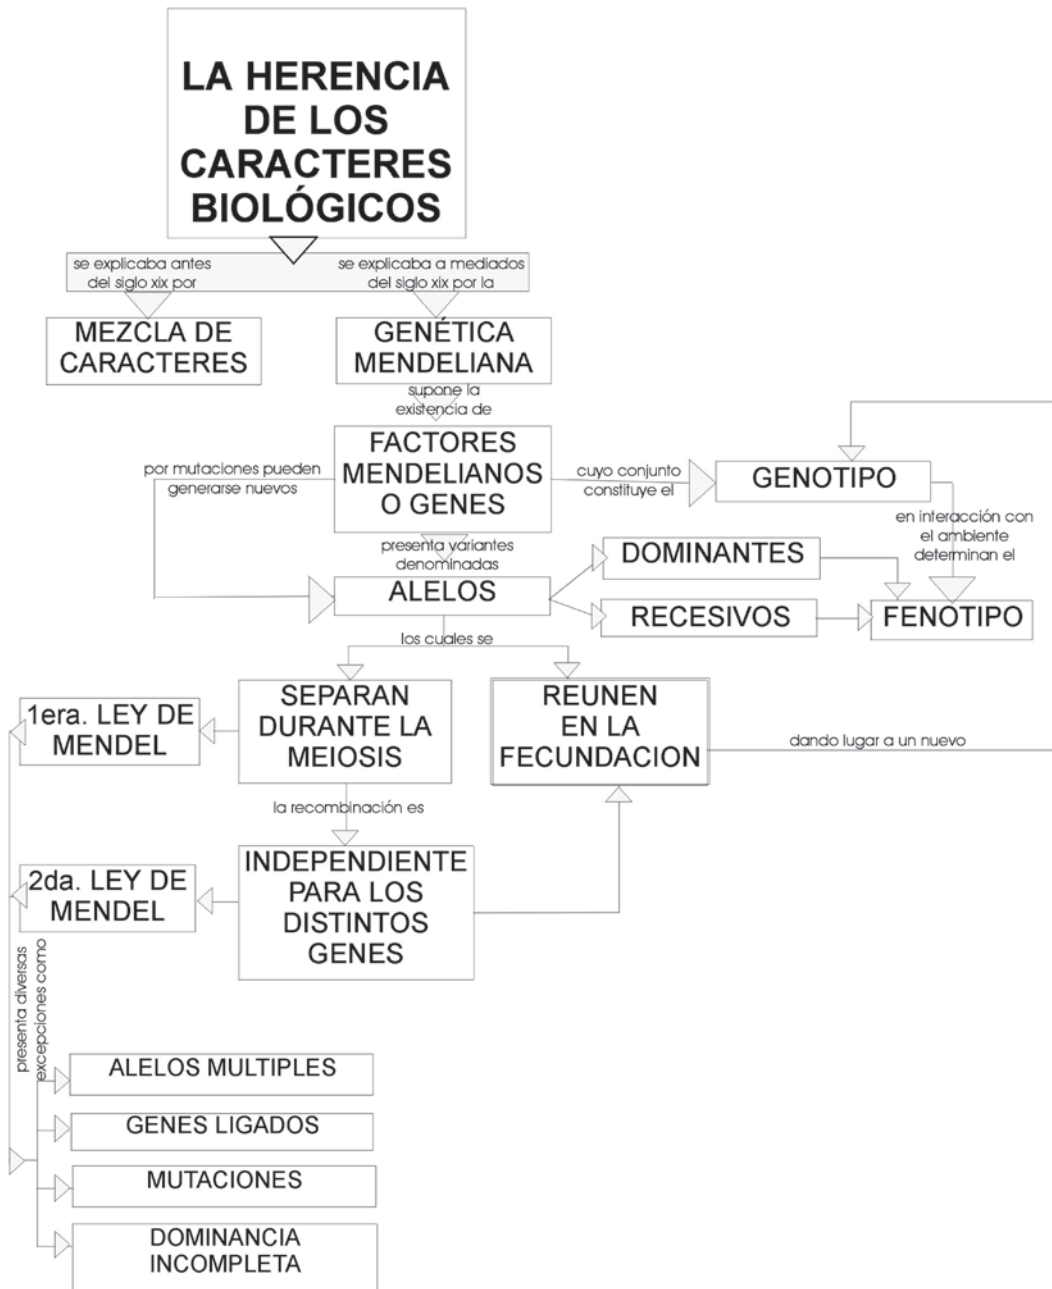 LA HERENCIA
DE LOS
CARACTERES
BIOLÓGICOS
se explicaba antes
del siglo xix por
se explicaba a mediados
del siglo xix por la
MEZCLA DE
CARACTERES
GENÉTICA
MENDELIANA
supone la
existencia de
FACTORES
MENDELIANOS
O GENES
por mutaciones pueden
generarse nuevos
cuyo conjunto
constituye el
GENOTIPO
en interacción con
el ambiente
determinan el
presenta variantes
denominadas
ALELOS
DOMINANTES
RECESIVOS
FENOTIPO
los cuales se
SEPARAN
DURANTE LA
MEIOSIS
REUNEN
EN LA
FECUNDACION
1era. LEY DE
MENDEL
dando lugar a un nuevo
la recombinación es
INDEPENDIENTE
PARA LOS
DISTINTOS
GENES
2da. LEY DE
MENDEL
presenta diversas
excepciones como
ALELOS MULTIPLES
GENES LIGADOS
MUTACIONES
DOMINANCIA
INCOMPLETA